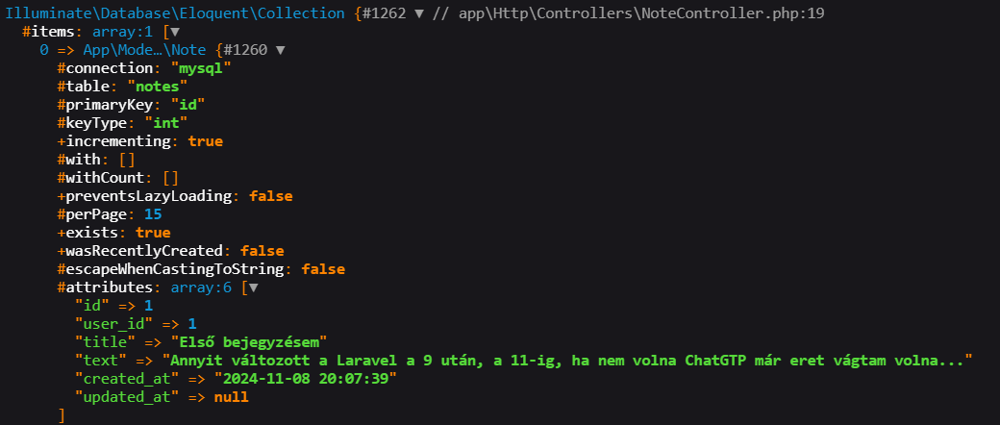 Illuminate\Database\Eloquent\Collection {#1262 ▼ // app\Http\Controllers\NoteController.php:19
#items: array:1 [▼
0 => App\Mode…\Note {#1260 ▼
#connection: "mysql"
#table: "notes"
#primaryKey: "id"
#keyType: "int"
+incrementing: true
#with: []
#withCount: []
+preventsLazyLoading: false
#perPage: 15
+exists: true
+wasRecentlyCreated: false
#escapeWhenCastingToString: false
#attributes: array:6 [▼
"id" => 1
"user_id" => 1
"title" => "Első bejegyzésem"
"text" => "Annyit változott a Laravel a 9 után, a 11-ig, ha nem volna ChatGTP már eret vágtam volna..."
"created_at" => "2024-11-08 20:07:39"
"updated_at" => null
]